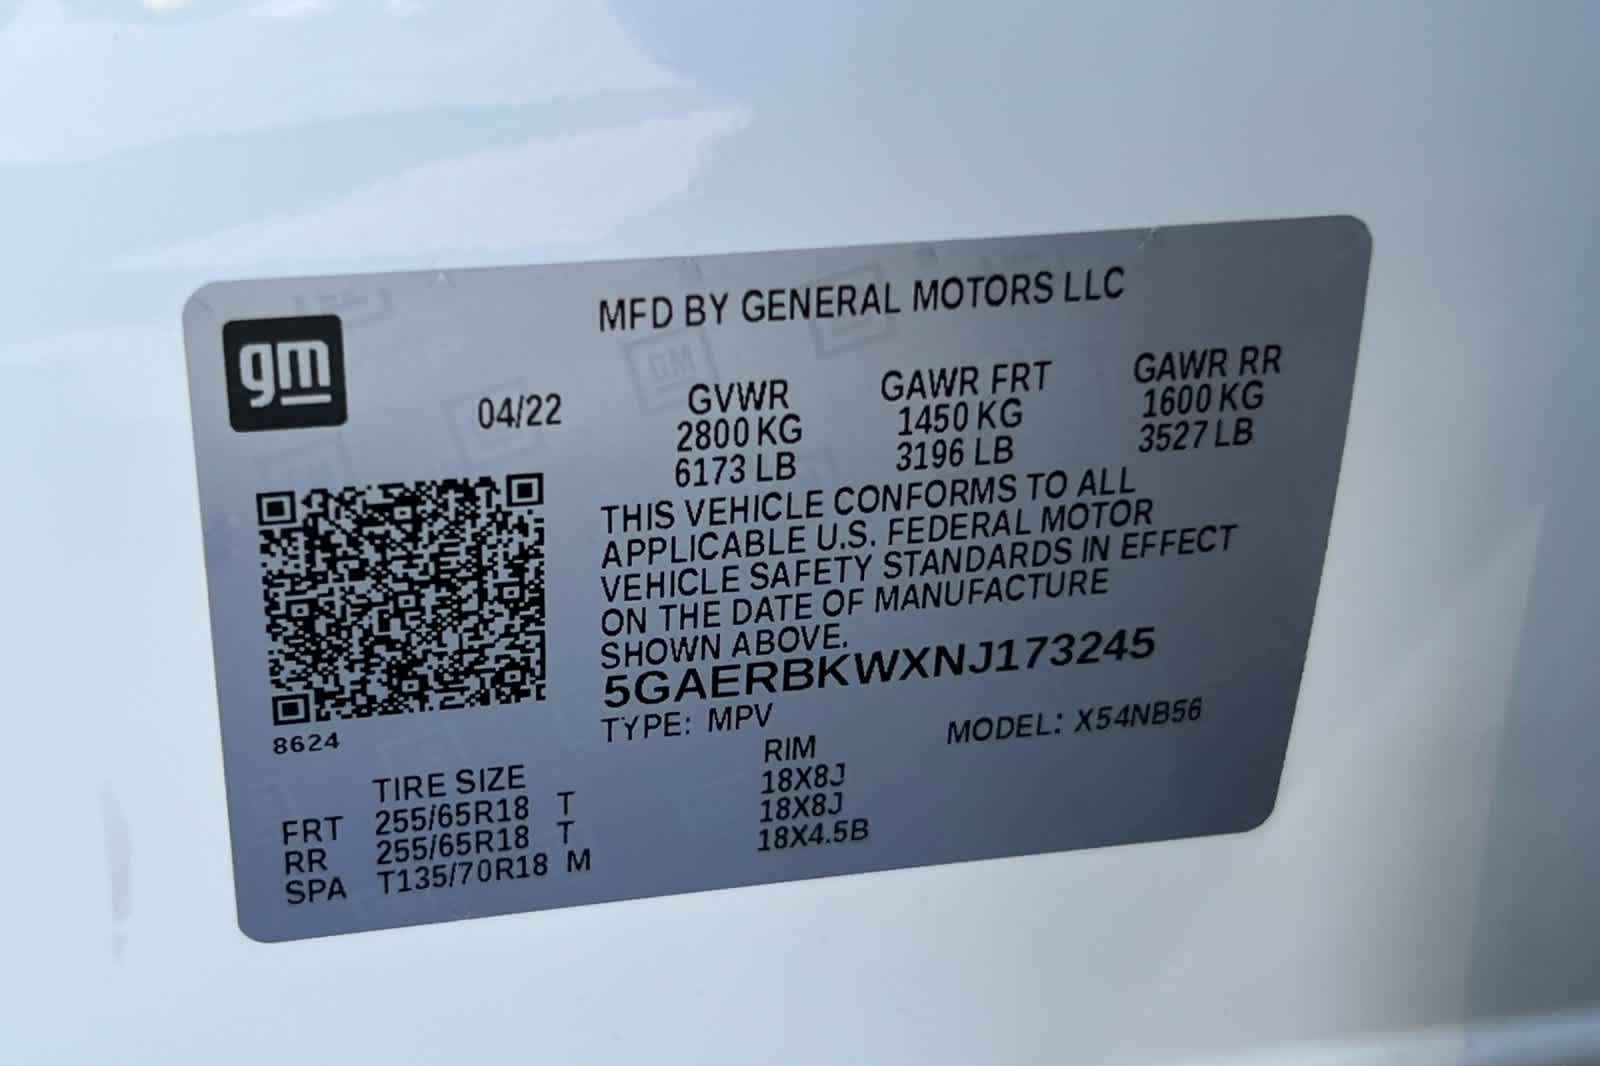 MFD BY GENERAL MOTORS LLC
gm
04/22
GVWR GAWR FRT GAWR RR
2800 KG 1450 KG 1600 KG
6173 LB 3196 LB 3527 LB
THIS VEHICLE CONFORMS TO ALL
APPLICABLE U.S. FEDERAL MOTOR
VEHICLE SAFETY STANDARDS IN EFFECT
ON THE DATE OF MANUFACTURE
SHOWN ABOVE.
5GAERBKWXNJ173245
TYPE: MPV MODEL: X54NB56
8624
TIRE SIZE RIM
FRT 255/65R18 T 18X8J
RR 255/65R18 T 18X8J
SPA T135/70R18 M 18X4.5B